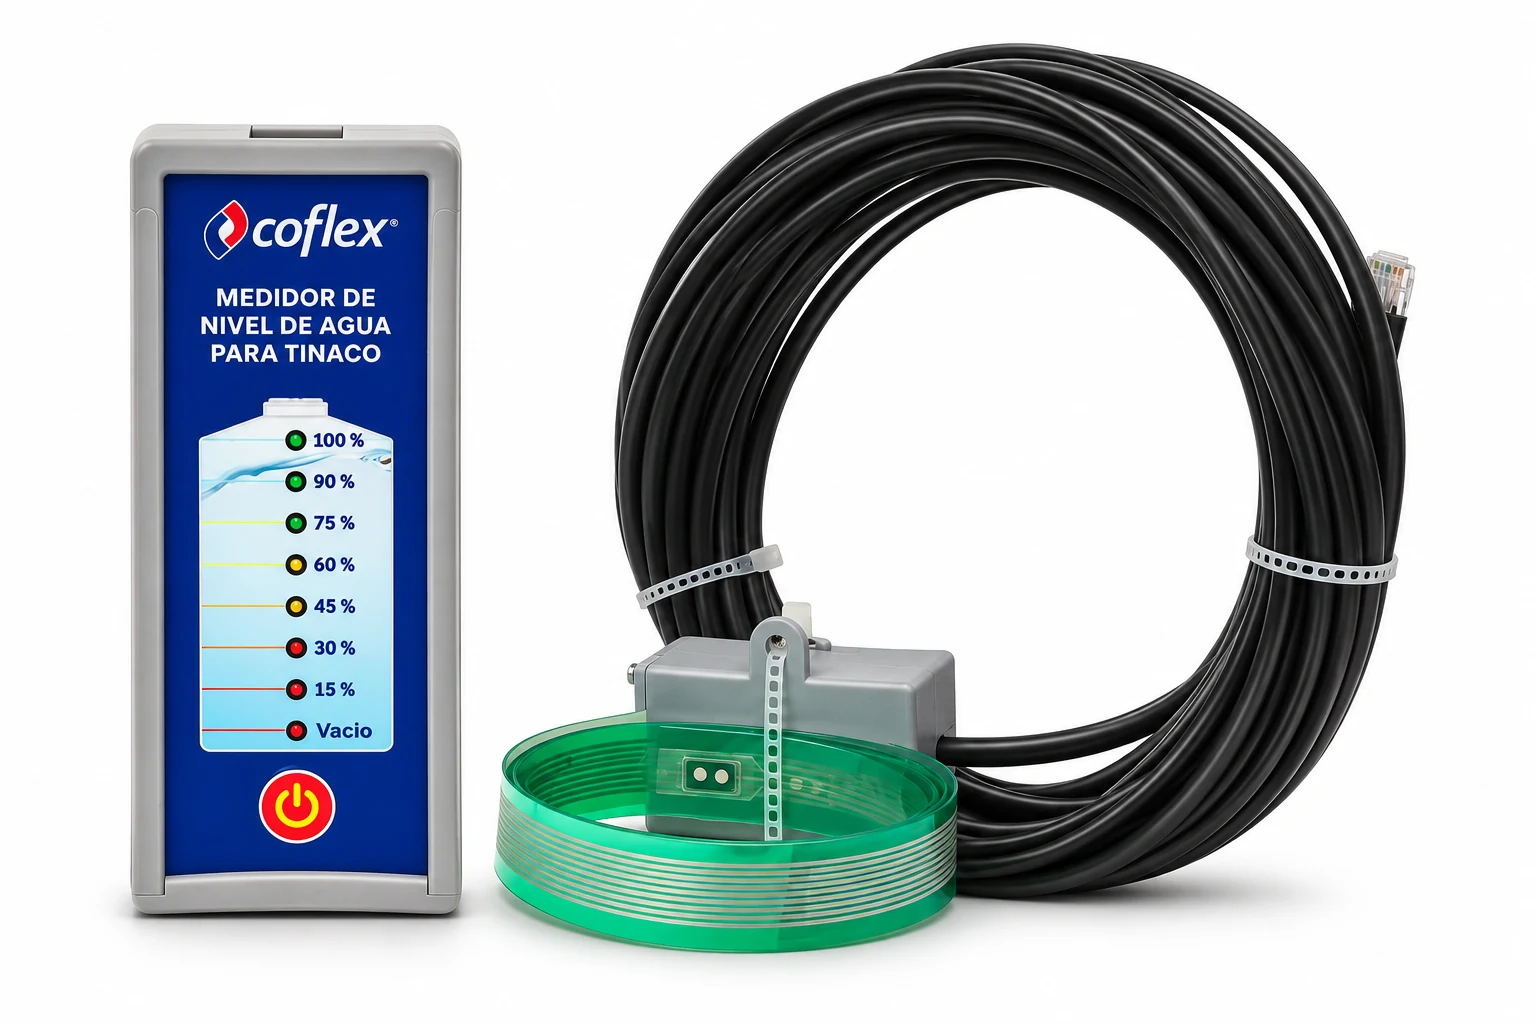 coflex®
MEDIDOR DE
NIVEL DE AGUA
PARA TINACO
100 %
90 %
75 %
60 %
45 %
30 %
15 %
Vacio